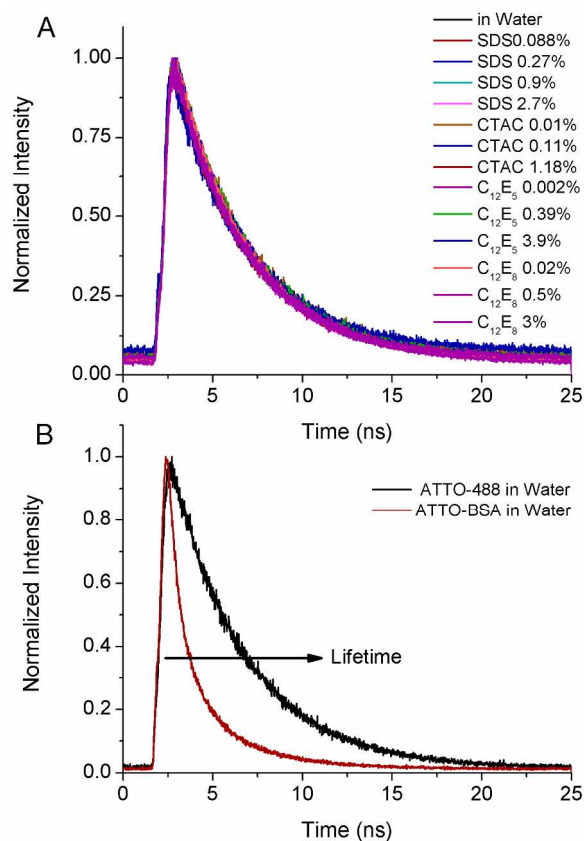 A
in Water
SDS0.088%
SDS 0.27%
SDS 0.9%
SDS 2.7%
CTAC 0.01%
CTAC 0.11%
CTAC 1.18%
C₁₂E₅ 0.002%
C₁₂E₅ 0.39%
C₁₂E₅ 3.9%
C₁₂E₈ 0.02%
C₁₂E₈ 0.5%
C₁₂E₈ 3%
Normalized Intensity
1.00
0.75
0.50
0.25
0.00
0 5 10 15 20 25
Time (ns)
B
ATTO-488 in Water
ATTO-BSA in Water
Lifetime
Normalized Intensity
1.0
0.8
0.6
0.4
0.2
0.0
0 5 10 15 20 25
Time (ns)